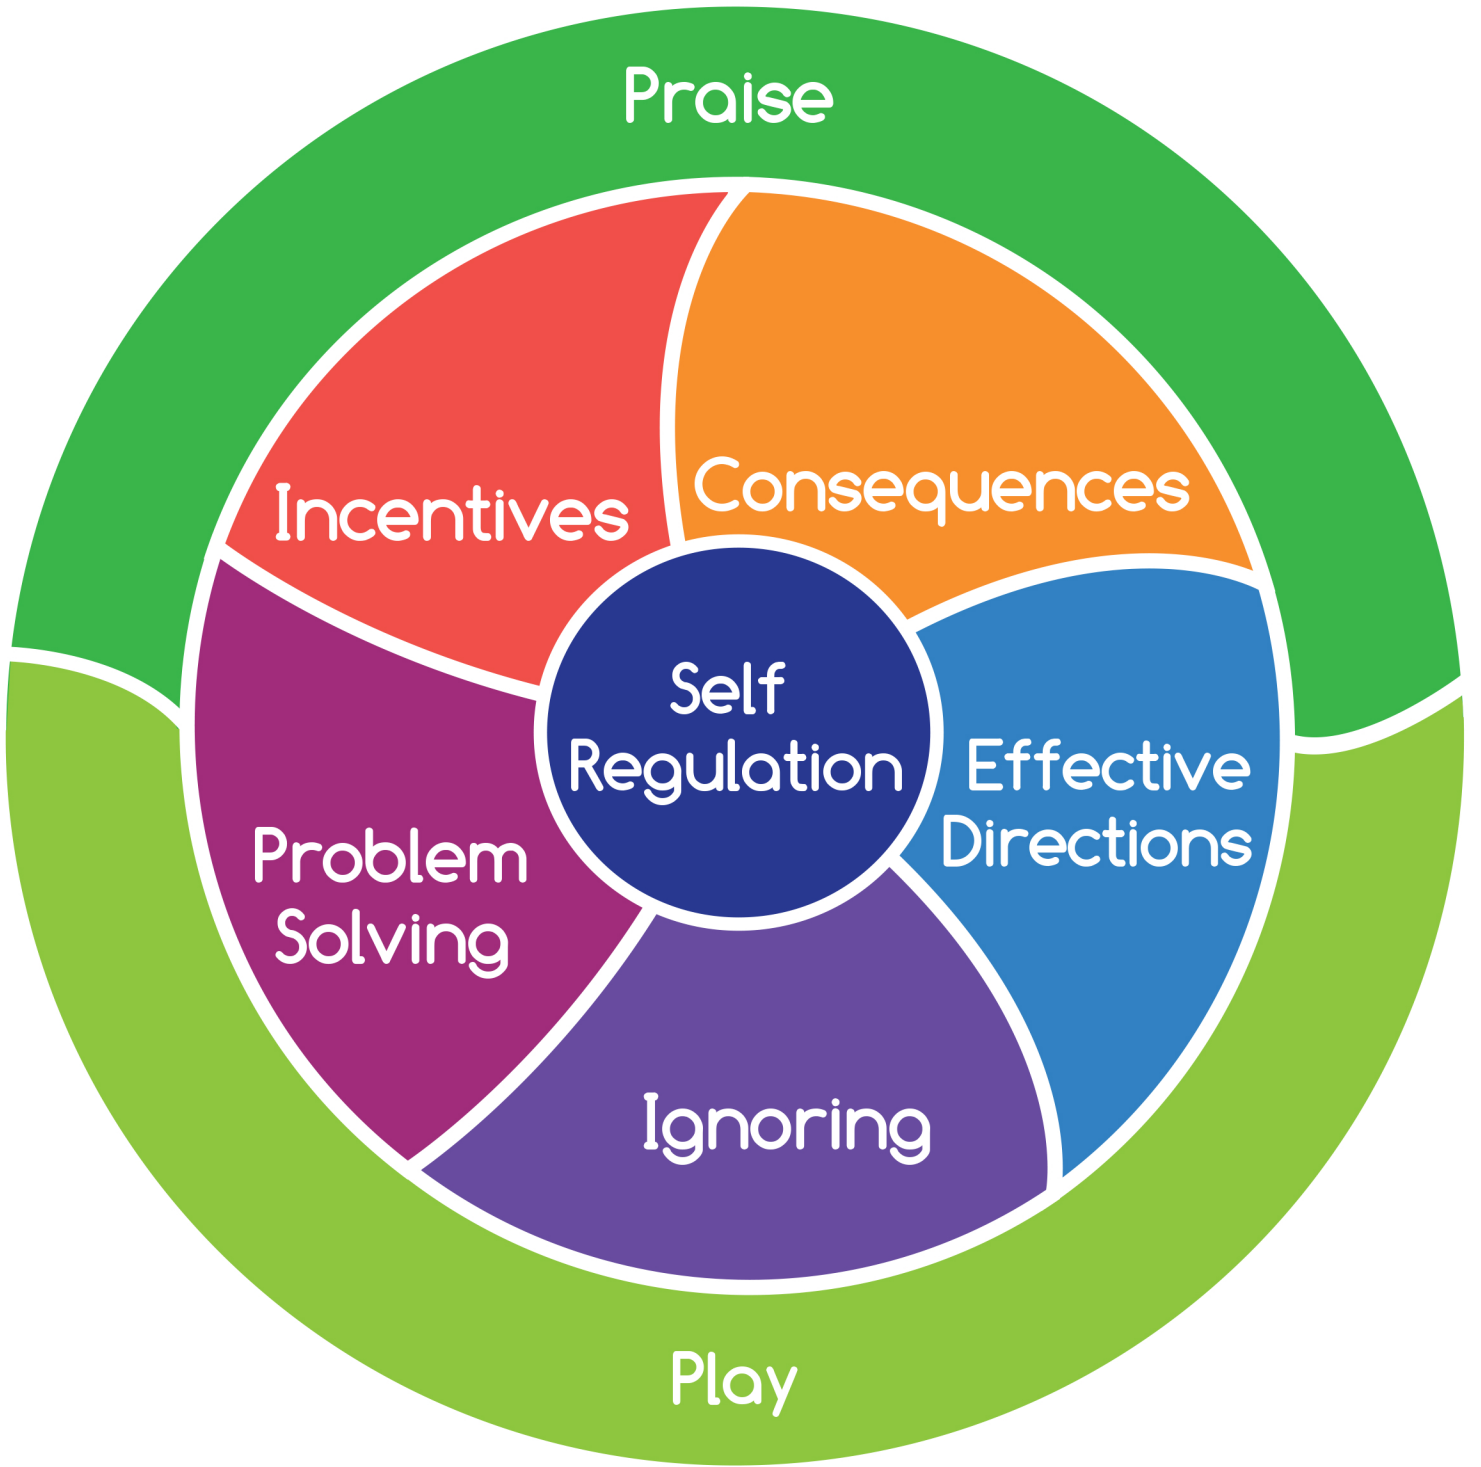 Praise
Incentives
Consequences
Self
Regulation
Effective
Directions
Problem
Solving
Ignoring
Play